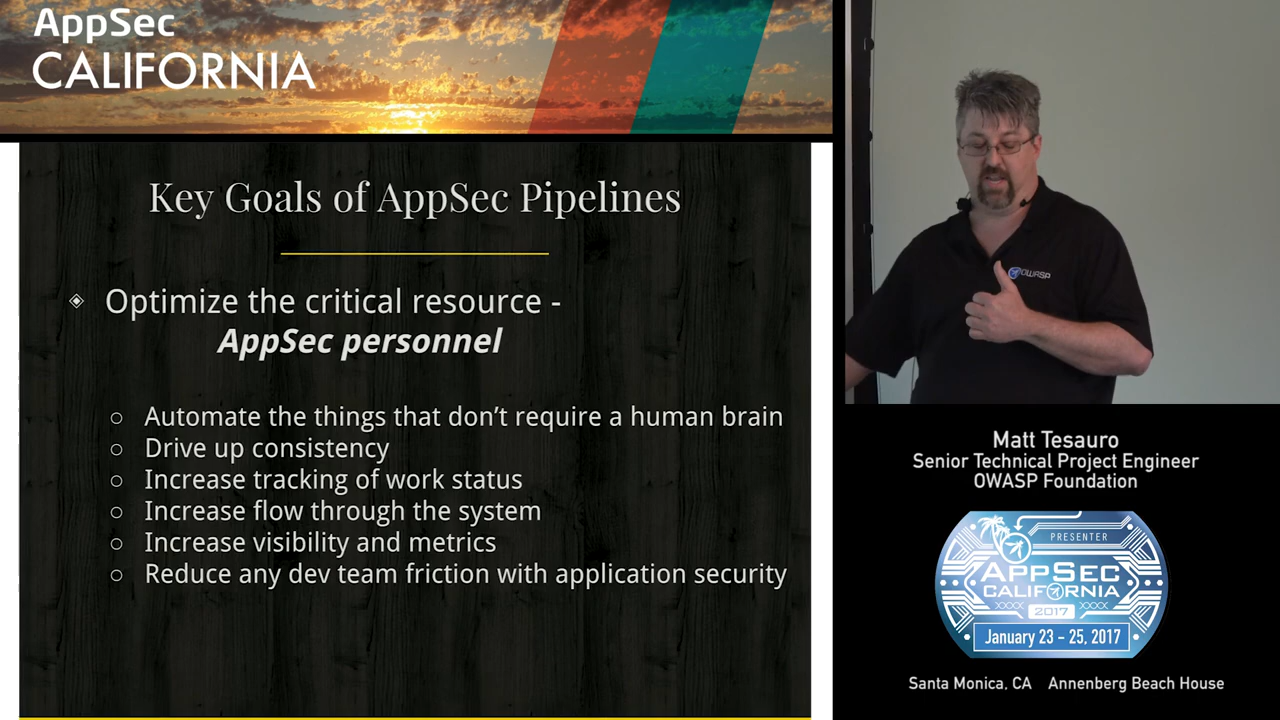 AppSec
CALIFORNIA
Key Goals of AppSec Pipelines
Optimize the critical resource -
AppSec personnel
Automate the things that don’t require a human brain
Drive up consistency
Increase tracking of work status
Increase flow through the system
Increase visibility and metrics
Reduce any dev team friction with application security
OWASP
Matt Tesauro
Senior Technical Project Engineer
OWASP Foundation
PRESENTER
APPSEC
CALIFORNIA
2017
January 23 - 25, 2017
Santa Monica, CA Annenberg Beach House